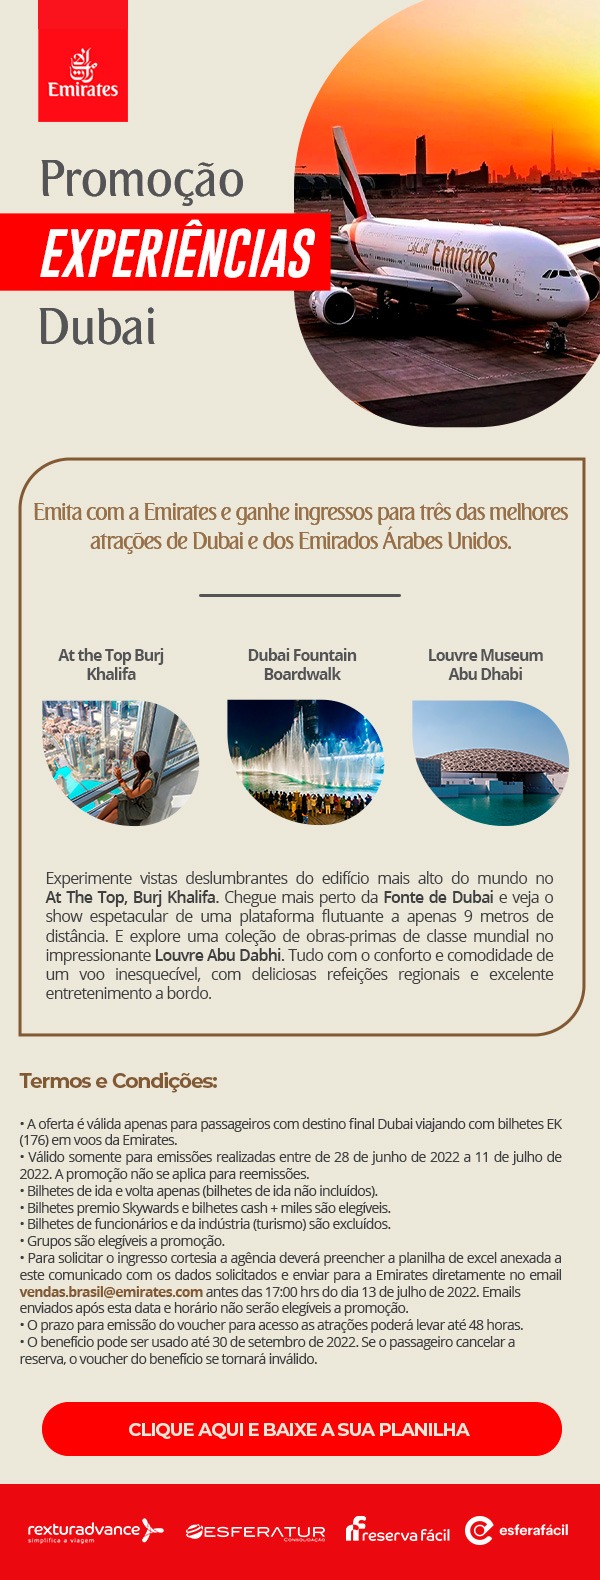 Emirates
Promoção
EXPERIÊNCIAS
Dubai
Emirates
Emita com a Emirates e ganhe ingressos para três das melhores
atrações de Dubai e dos Emirados Árabes Unidos.
At the Top Burj
Khalifa
Dubai Fountain
Boardwalk
Louvre Museum
Abu Dhabi
Experimente vistas deslumbrantes do edifício mais alto do mundo no
At The Top, Burj Khalifa. Chegue mais perto da Fonte de Dubai e veja o
show espetacular de uma plataforma flutuante a apenas 9 metros de
distância. E explore uma coleção de obras-primas de classe mundial no
impressionante Louvre Abu Dabhi. Tudo com o conforto e comodidade de
um voo inesquecível, com deliciosas refeições regionais e excelente
entretenimento a bordo.
Termos e Condições:
• A oferta é válida apenas para passageiros com destino final Dubai viajando com bilhetes EK
(176) em voos da Emirates.
• Válido somente para emissões realizadas entre de 28 de junho de 2022 a 11 de julho de
2022. A promoção não se aplica para reemissões.
• Bilhetes de ida e volta apenas (bilhetes de ida não incluídos).
• Bilhetes premio Skywards e bilhetes cash + miles são elegíveis.
• Bilhetes de funcionários e da indústria (turismo) são excluídos.
• Grupos são elegíveis a promoção.
• Para solicitar o ingresso cortesia a agência deverá preencher a planilha de excel anexada a
este comunicado com os dados solicitados e enviar para a Emirates diretamente no email
vendas.brasil@emirates.com antes das 17:00 hrs do dia 13 de julho de 2022. Emails
enviados após esta data e horário não serão elegíveis a promoção.
• O prazo para emissão do voucher para acesso as atrações poderá levar até 48 horas.
• O benefício pode ser usado até 30 de setembro de 2022. Se o passageiro cancelar a
reserva, o voucher do benefício se tornará inválido.
CLIQUE AQUI E BAIXE A SUA PLANILHA
rexturadvance
simplifica a viagem
ESFERATUR
CONSOLIDAÇÃO
reserva fácil
esferafácil